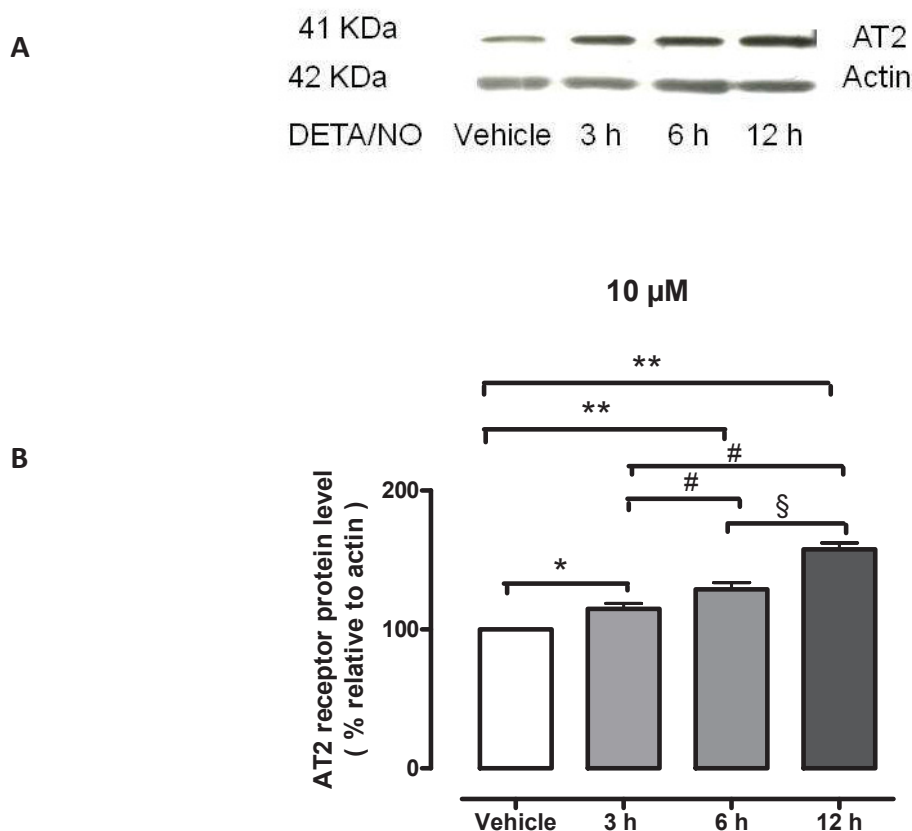 A
41 KDa AT2
42 KDa Actin
DETA/NO Vehicle 3 h 6 h 12 h
10 µM
**
**
#
#
§
*
B
AT2 receptor protein level
( % relative to actin )
200
100
0
Vehicle 3 h 6 h 12 h